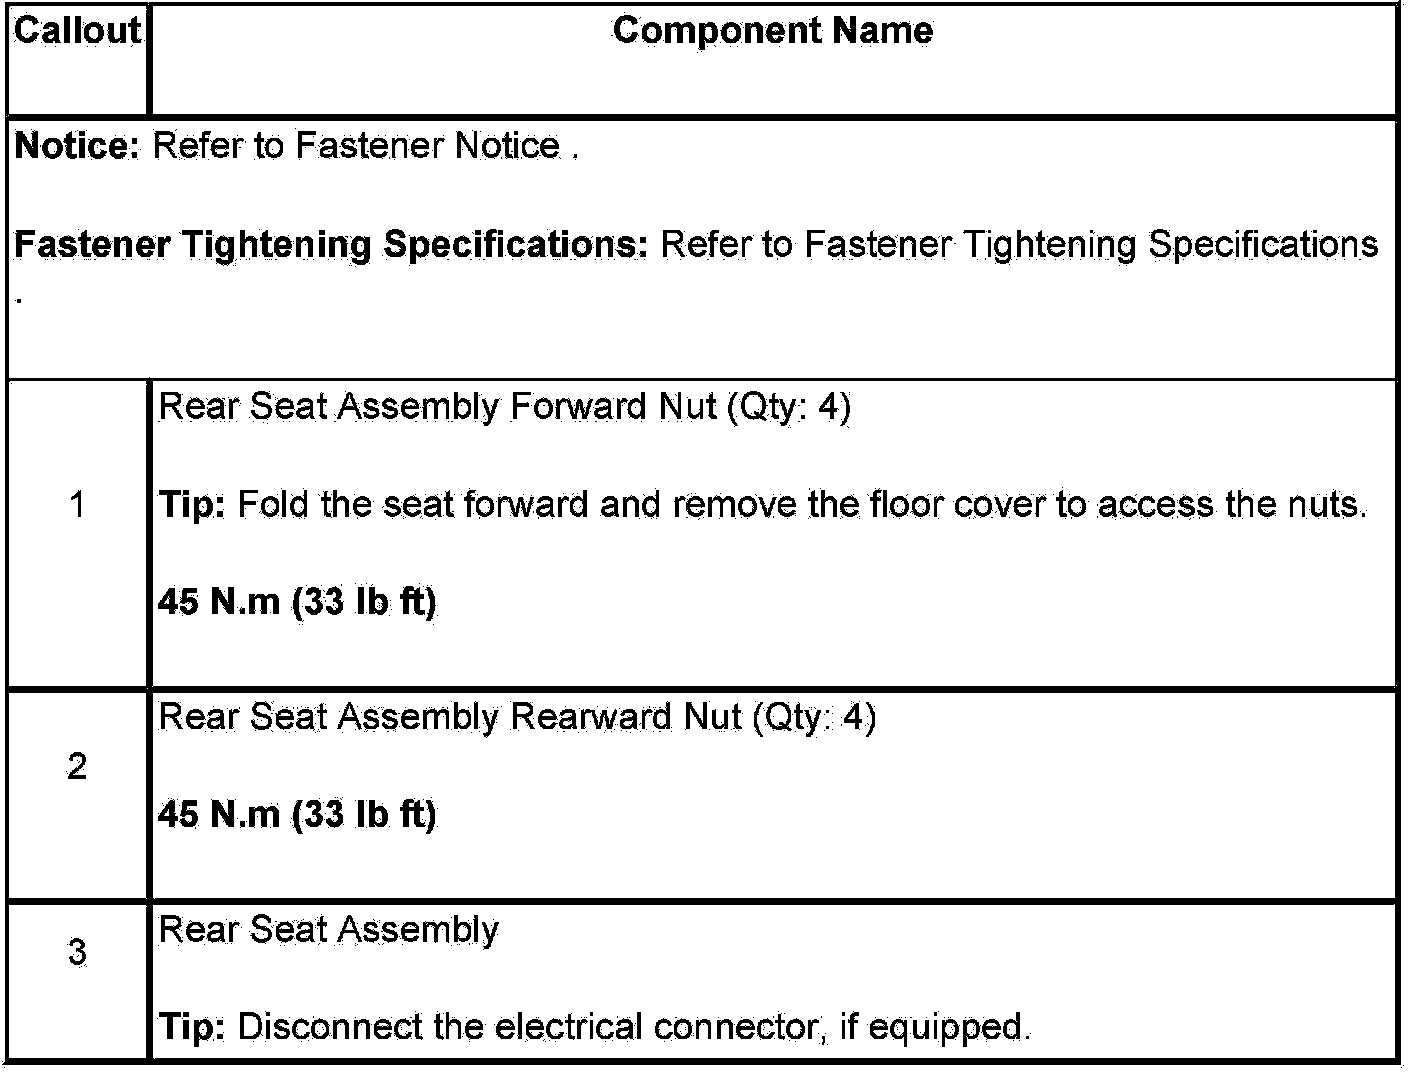 Callout
Component Name
Notice: Refer to Fastener Notice .
Fastener Tightening Specifications: Refer to Fastener Tightening Specifications
.
1
Rear Seat Assembly Forward Nut (Qty: 4)
Tip: Fold the seat forward and remove the floor cover to access the nuts.
45 N.m (33 lb ft)
2
Rear Seat Assembly Rearward Nut (Qty: 4)
45 N.m (33 lb ft)
3
Rear Seat Assembly
Tip: Disconnect the electrical connector, if equipped.